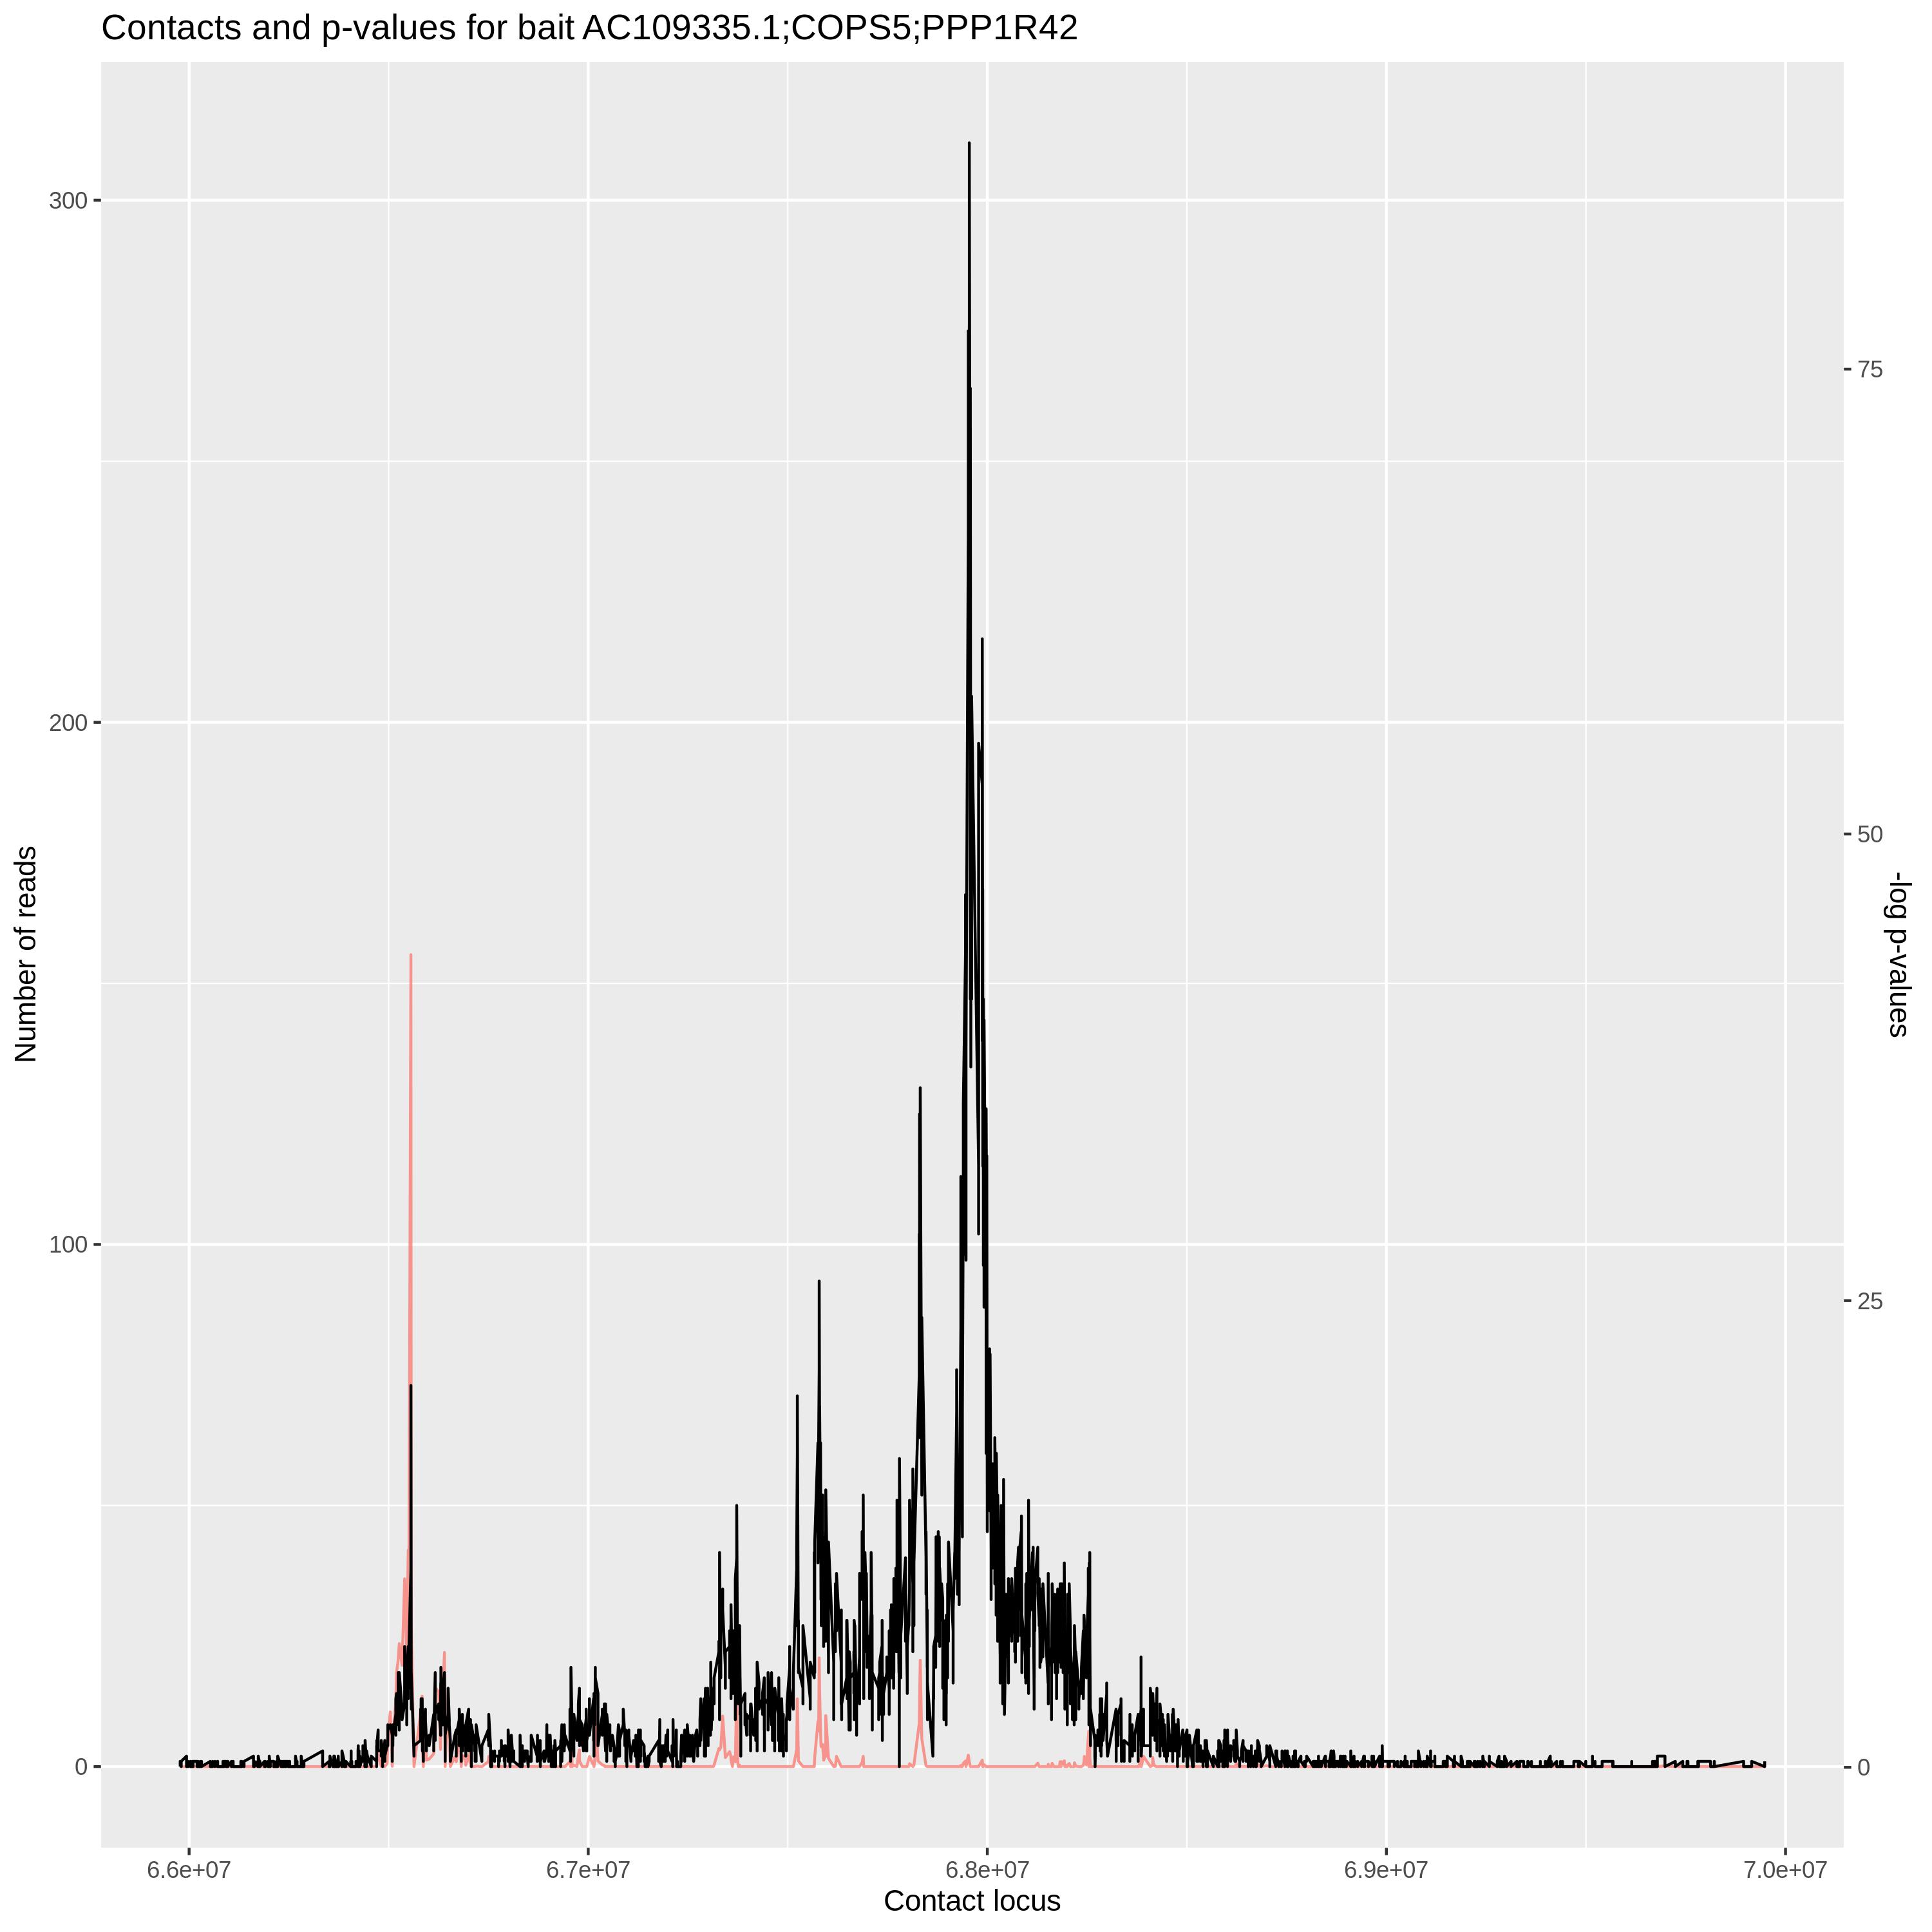 Contacts and p-values for bait AC109335.1;COPS5;PPP1R42
300
200
100
0
Number of reads
75
50
25
0
-log p-values
6.6e+07
6.7e+07
6.8e+07
6.9e+07
7.0e+07
Contact locus